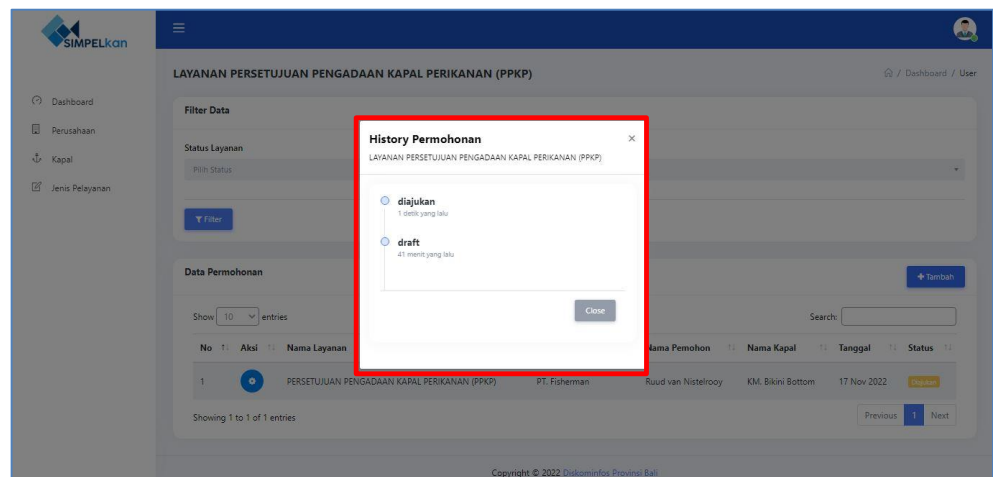 SIMPELkan
LAYANAN PERSETUJUAN PENGADAAN KAPAL PERIKANAN (PPKP)
/ Dashboard / User
Dashboard
Perusahaan
Kapal
Jenis Pelayanan
Filter Data
Status Layanan
Pilih Status
Filter
History Permohonan
×
LAYANAN PERSETUJUAN PENGADAAN KAPAL PERIKANAN (PPKP)
diajukan
1 detik yang lalu
draft
41 menit yang lalu
Close
Data Permohonan
+ Tambah
Show 10 entries
Search:
No Aksi Nama Layanan Nama Pemohon Nama Kapal Tanggal Status
1 PERSETUJUAN PENGADAAN KAPAL PERIKANAN (PPKP) PT. Fisherman Ruud van Nistelrooy KM. Bikini Bottom 17 Nov 2022 Diajukan
Showing 1 to 1 of 1 entries
Previous 1 Next
Copyright © 2022 Diskominfos Provinsi Bali